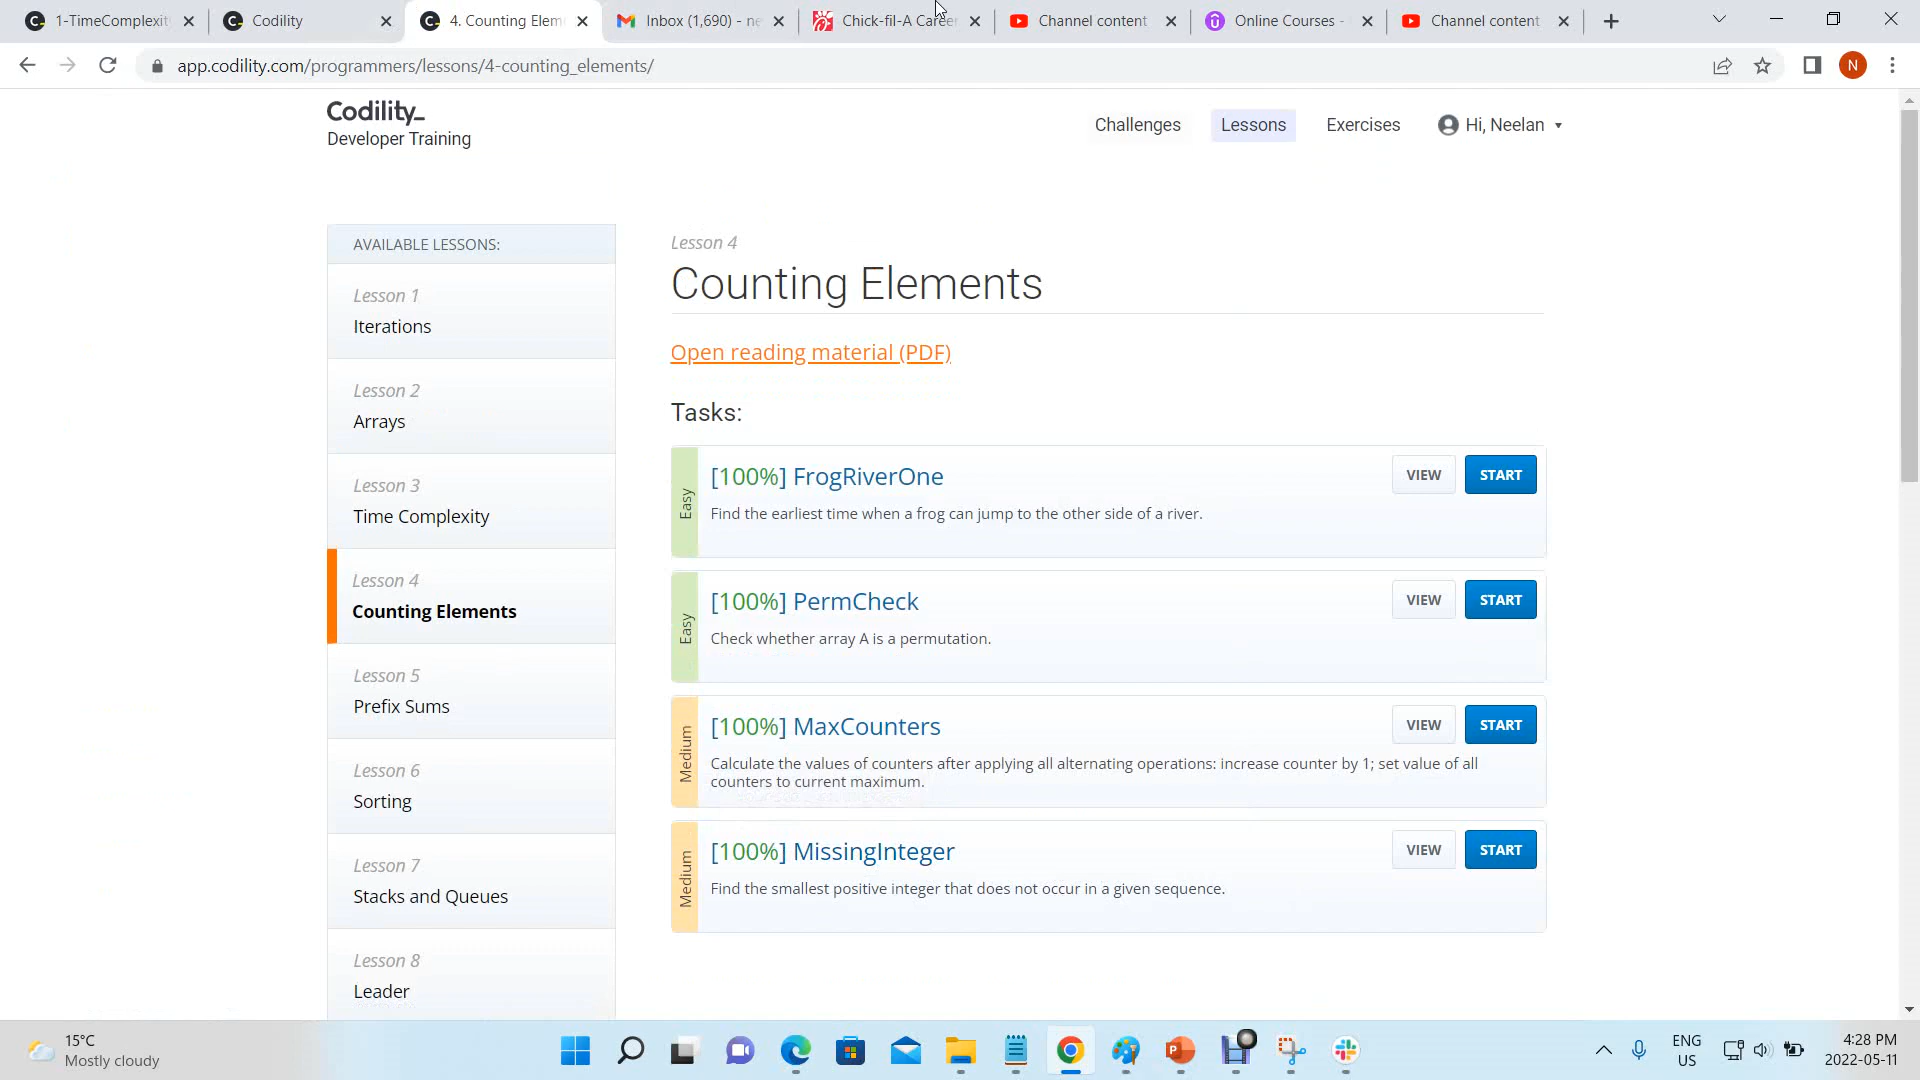 1-TimeComplexit
Codility
4. Counting Elem
Inbox (1,690) - ne
Chick-fil-A Caree
Channel content
Online Courses -
Channel content
app.codility.com/programmers/lessons/4-counting_elements/
N
Codility_
Developer Training
Challenges
Lessons
Exercises
Hi, Neelan
AVAILABLE LESSONS:
Lesson 1
Iterations
Lesson 2
Arrays
Lesson 3
Time Complexity
Lesson 4
Counting Elements
Lesson 5
Prefix Sums
Lesson 6
Sorting
Lesson 7
Stacks and Queues
Lesson 8
Leader
Lesson 4
Counting Elements
Open reading material (PDF)
Tasks:
Easy
[100%] FrogRiverOne
VIEW
START
Find the earliest time when a frog can jump to the other side of a river.
Easy
[100%] PermCheck
VIEW
START
Check whether array A is a permutation.
Medium
[100%] MaxCounters
VIEW
START
Calculate the values of counters after applying all alternating operations: increase counter by 1; set value of all
counters to current maximum.
Medium
[100%] MissingInteger
VIEW
START
Find the smallest positive integer that does not occur in a given sequence.
15°C
Mostly cloudy
ENG
US
4:28 PM
2022-05-11